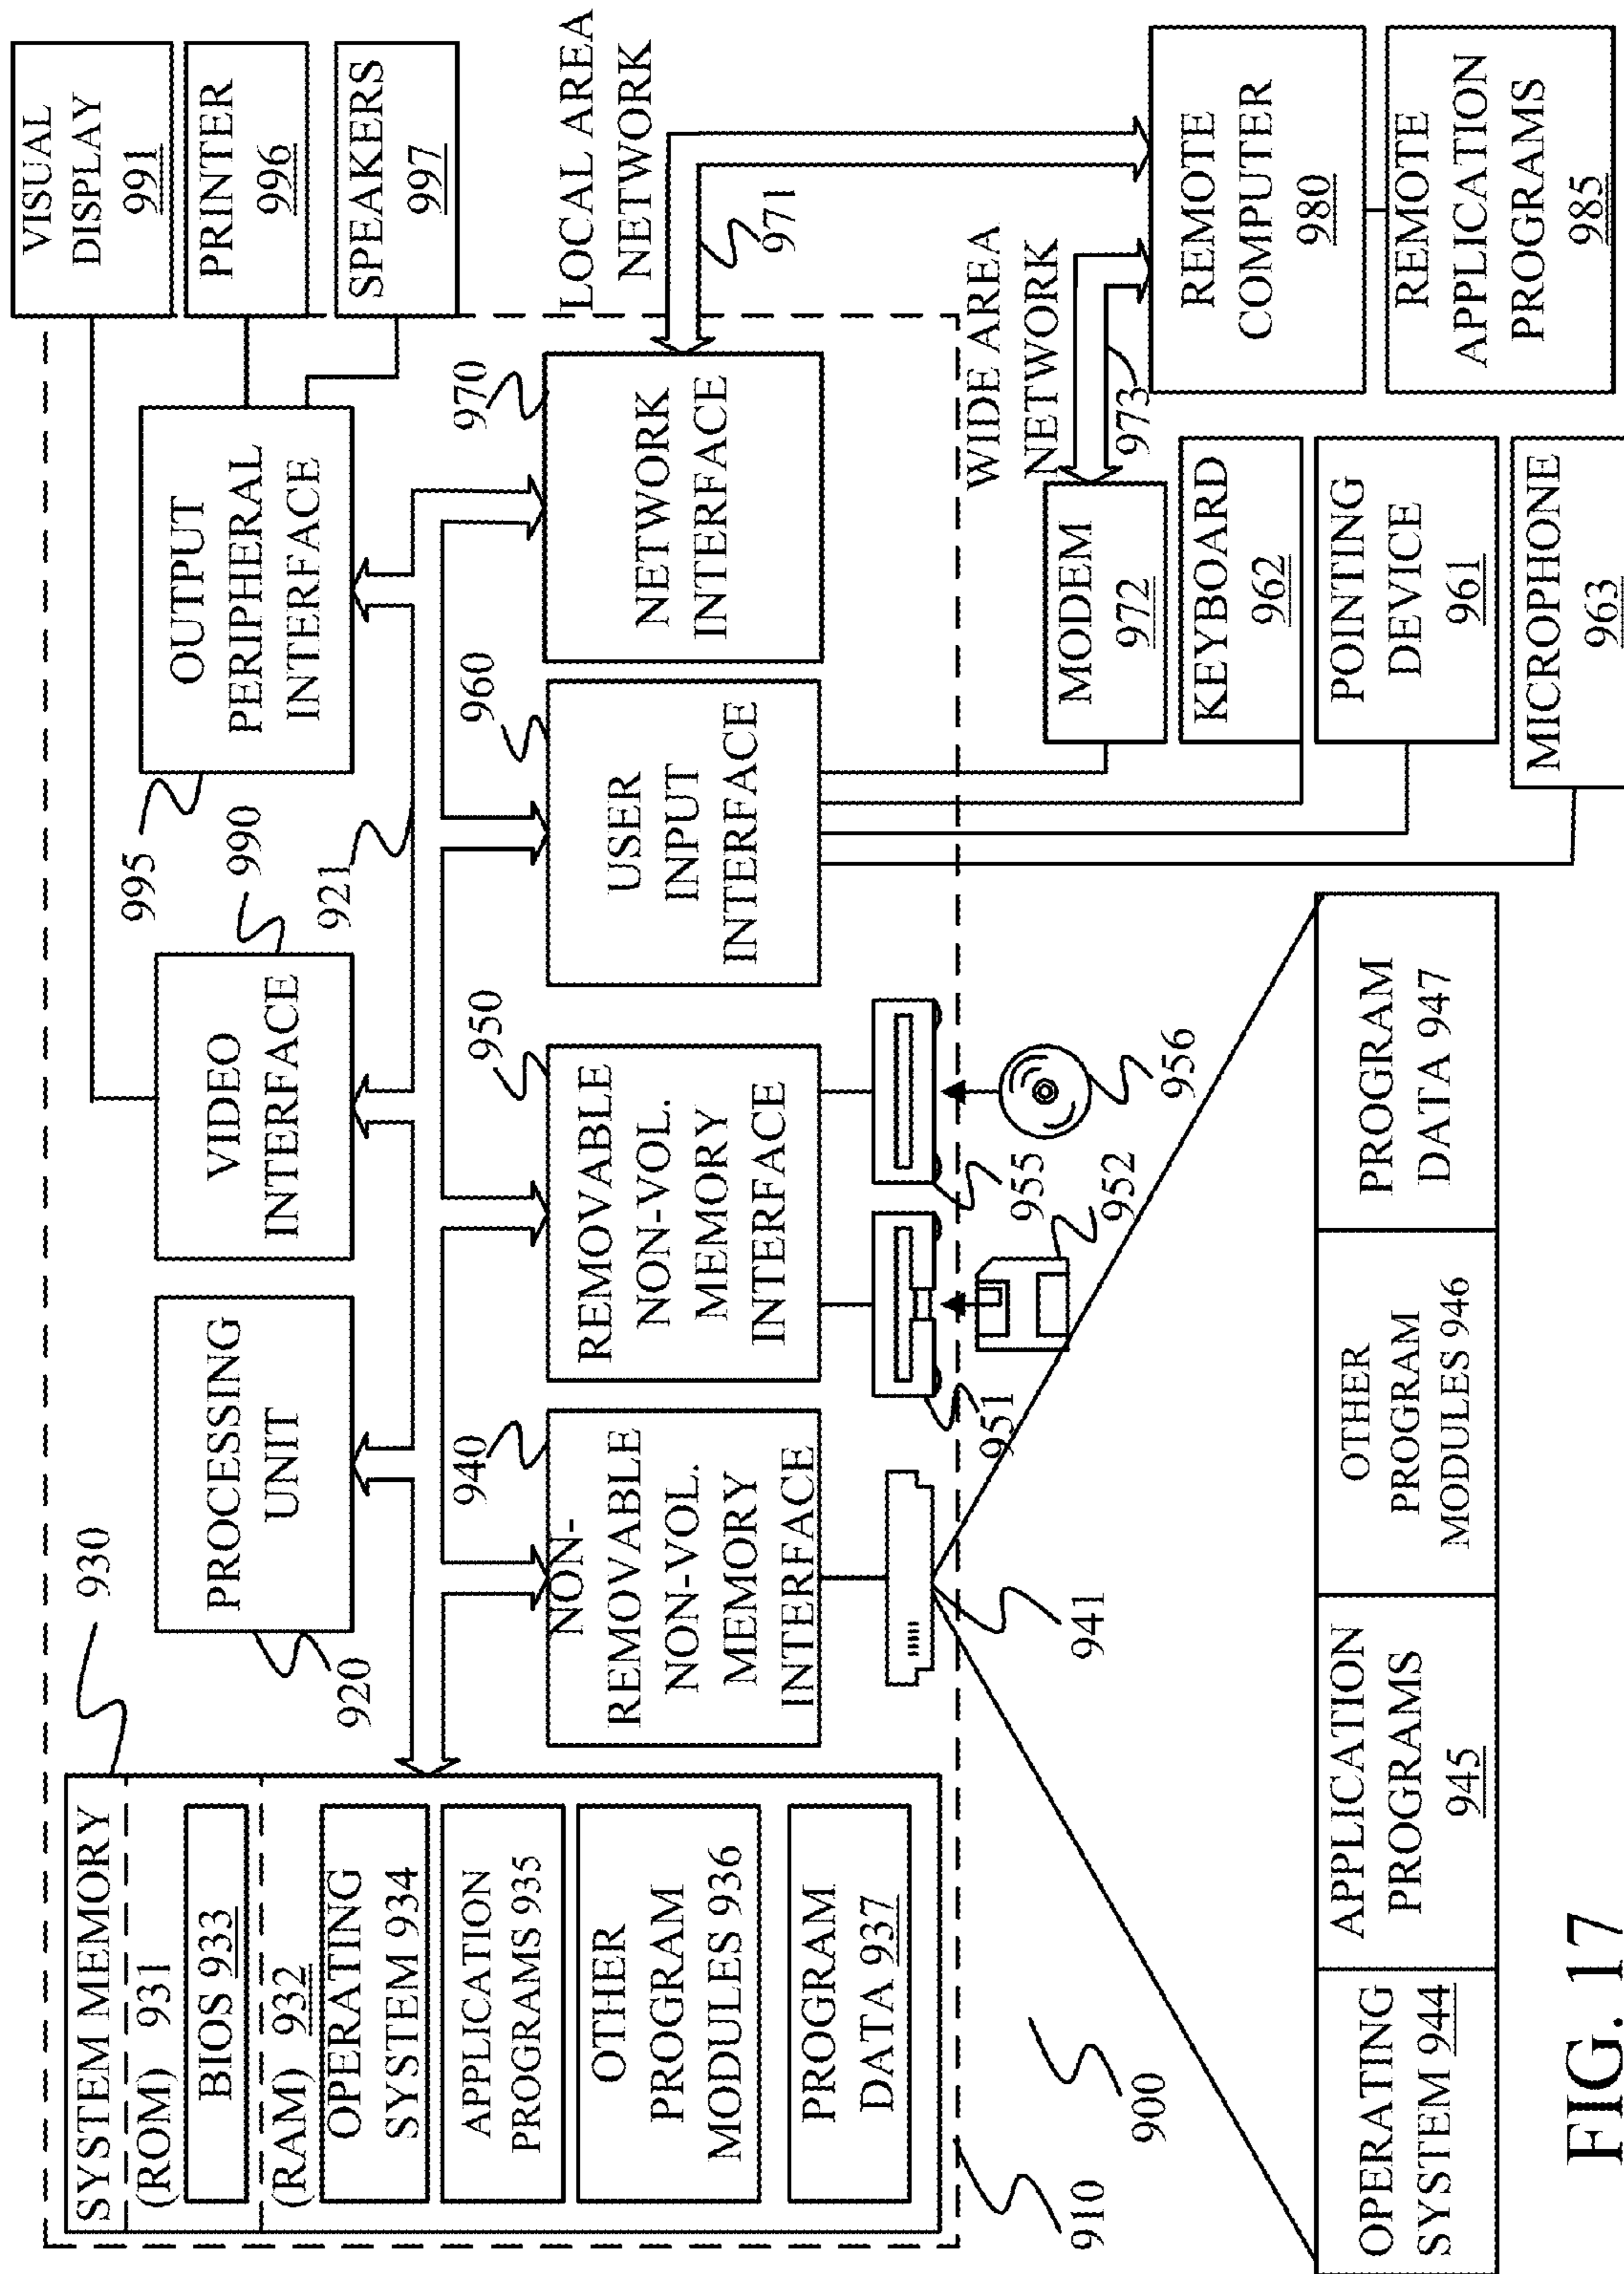 SYSTEM MEMORY
(ROM) 931
BIOS 933
(RAM) 932
OPERATING
SYSTEM 934
APPLICATION
PROGRAMS 935
OTHER
PROGRAM
MODULES 936
PROGRAM
DATA 937
930
PROCESSING
UNIT
920
VIDEO
INTERFACE
990
OUTPUT
PERIPHERAL
INTERFACE
995
921
VISUAL
DISPLAY
991
PRINTER
996
SPEAKERS
997
NON-
REMOVABLE
NON-VOL.
MEMORY
INTERFACE
940
REMOVABLE
NON-VOL.
MEMORY
INTERFACE
950
USER
INPUT
INTERFACE
960
NETWORK
INTERFACE
970
LOCAL AREA
NETWORK
971
941
951
952
955
956
WIDE AREA
NETWORK
973
MODEM
972
KEYBOARD
962
POINTING
DEVICE
961
MICROPHONE
963
REMOTE
COMPUTER
980
REMOTE
APPLICATION
PROGRAMS
985
910
900
OPERATING
SYSTEM 944
APPLICATION
PROGRAMS
945
OTHER
PROGRAM
MODULES 946
PROGRAM
DATA 947
FIG. 17